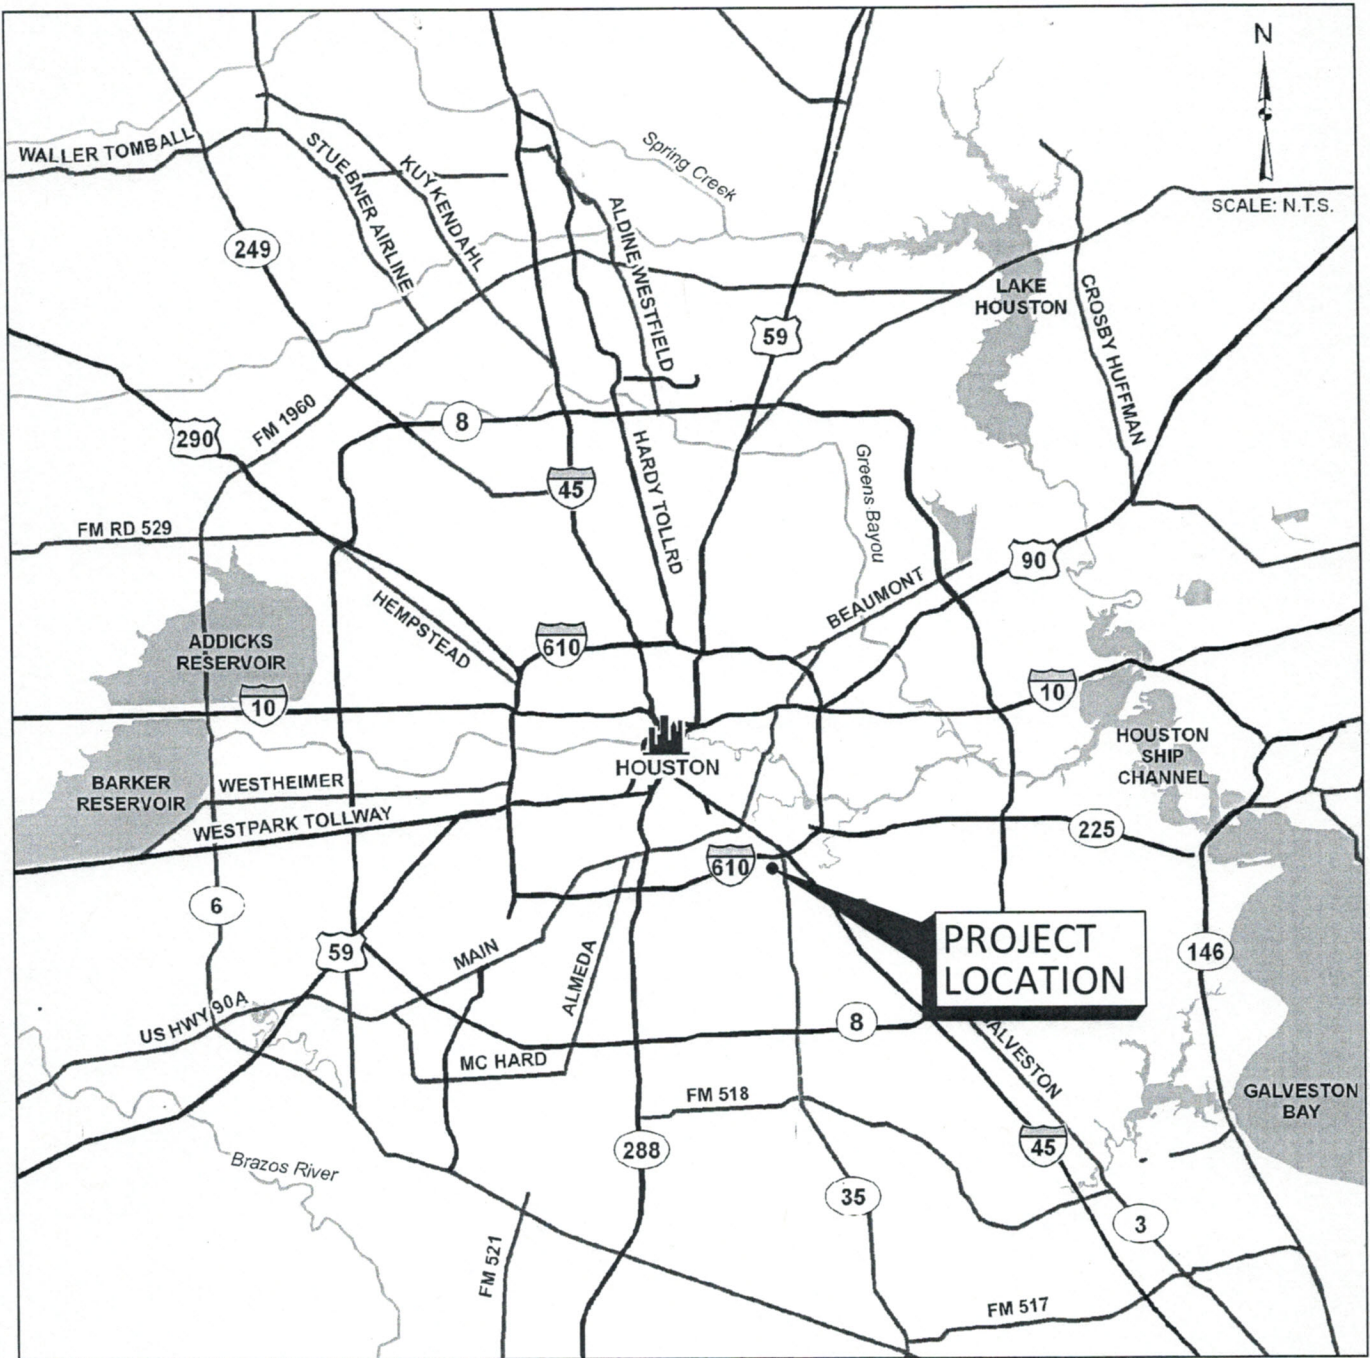 N
SCALE: N.T.S.
WALLER TOMBALL
STUEBNER AIRLINE
KUYKENDAHL
Spring Creek
ALDINE WESTFIELD
249
59
LAKE
HOUSTON
CROSBY HUFFMAN
290
FM 1960
8
45
HARDY TOLLRD
Greens Bayou
FM RD 529
90
BEAUMONT
HEMPSTEAD
610
ADDICKS
RESERVOIR
10
10
HOUSTON
HOUSTON
SHIP
CHANNEL
BARKER
RESERVOIR
WESTHEIMER
WESTPARK TOLLWAY
225
610
6
59
MAIN
ALMEDA
PROJECT
LOCATION
146
US HWY 90A
8
MC HARD
ALVESTON
FM 518
GALVESTON
BAY
288
45
Brazos River
35
3
FM 521
FM 517